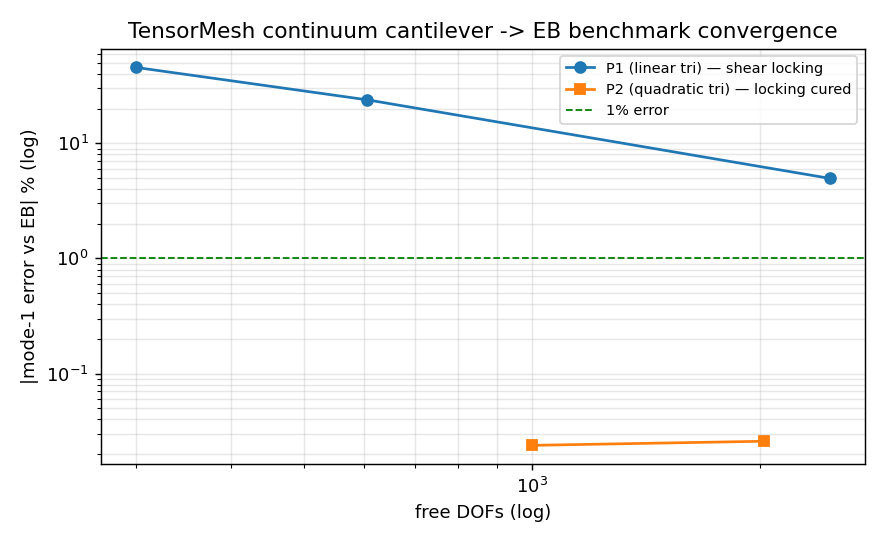 TensorMesh continuum cantilever -> EB benchmark convergence
P1 (linear tri) — shear locking
P2 (quadratic tri) — locking cured
1% error
|mode-1 error vs EB| % (log)
10¹
10⁰
10⁻¹
10³
free DOFs (log)